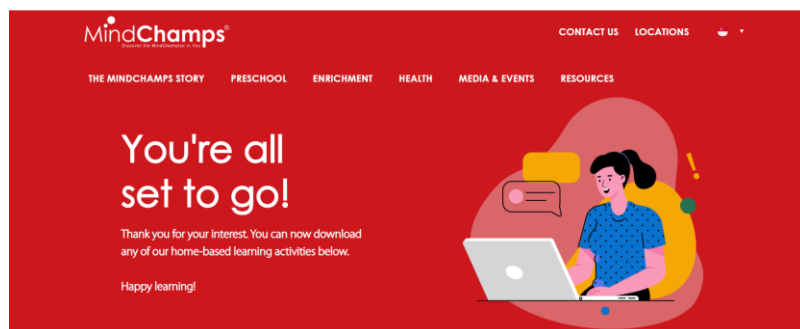 MindChamps®
Discover the MindChampion in You
CONTACT US LOCATIONS
THE MINDCHAMPS STORY PRESCHOOL ENRICHMENT HEALTH MEDIA & EVENTS RESOURCES
You're all
set to go!
Thank you for your interest. You can now download
any of our home-based learning activities below.
Happy learning!